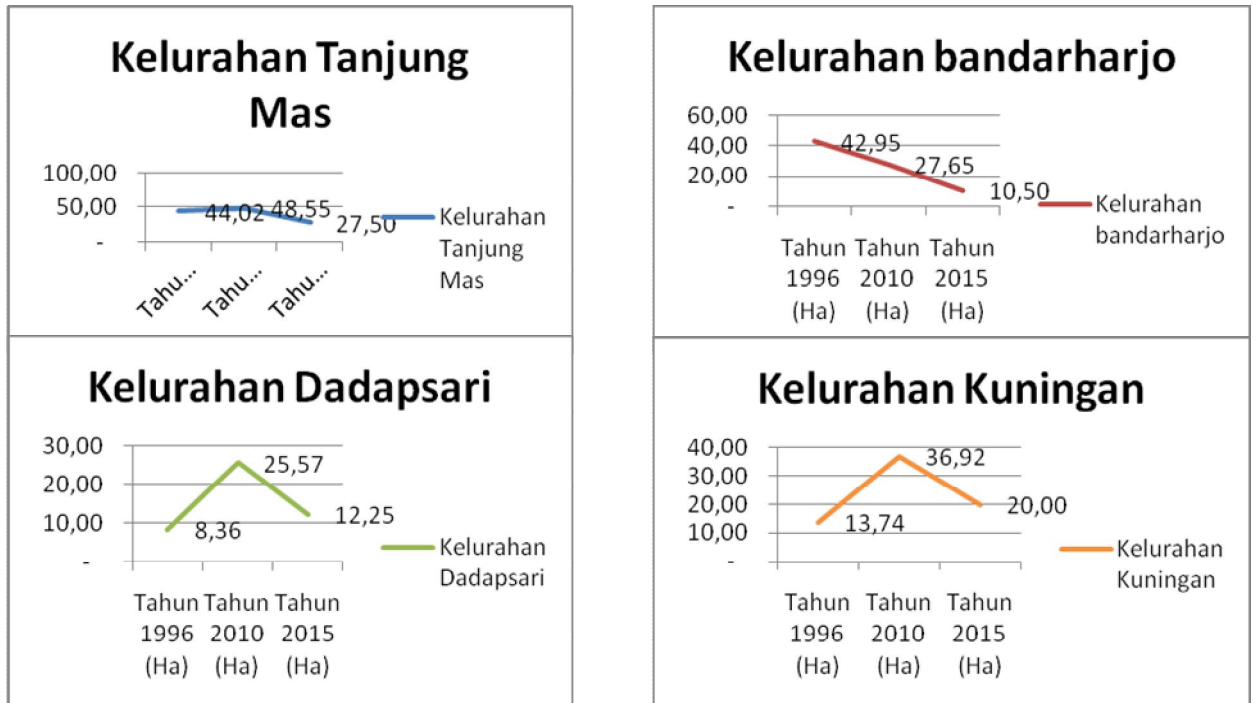 Kelurahan Tanjung
Mas
100,00
50,00
-
44,02
48,55
27,50
Tahu...
Tahu...
Tahu...
Kelurahan
Tanjung
Mas
Kelurahan bandarharjo
60,00
40,00
20,00
-
42,95
27,65
10,50
Tahun Tahun Tahun
1996 2010 2015
(Ha) (Ha) (Ha)
Kelurahan
bandarharjo
Kelurahan Dadapsari
30,00
20,00
10,00
-
8,36
25,57
12,25
Tahun Tahun Tahun
1996 2010 2015
(Ha) (Ha) (Ha)
Kelurahan
Dadapsari
Kelurahan Kuningan
40,00
30,00
20,00
10,00
-
13,74
36,92
20,00
Tahun Tahun Tahun
1996 2010 2015
(Ha) (Ha) (Ha)
Kelurahan
Kuningan